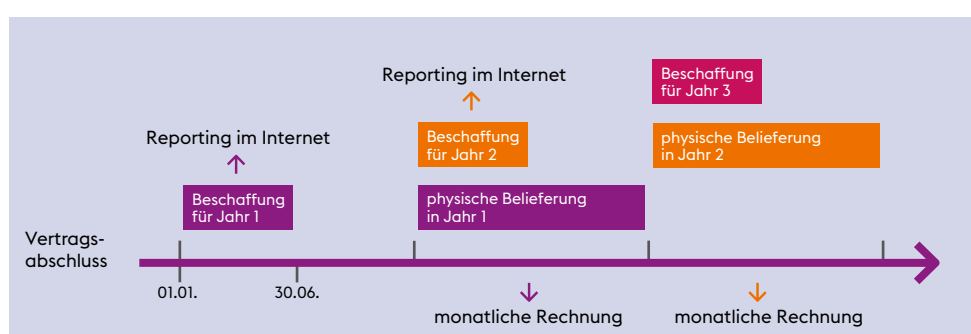 Beschaffung
für Jahr 3
Reporting im Internet
Beschaffung
für Jahr 2
physische Belieferung
in Jahr 2
Reporting im Internet
Beschaffung
für Jahr 1
physische Belieferung
in Jahr 1
Vertrags-
abschluss
01.01.
30.06.
monatliche Rechnung
monatliche Rechnung